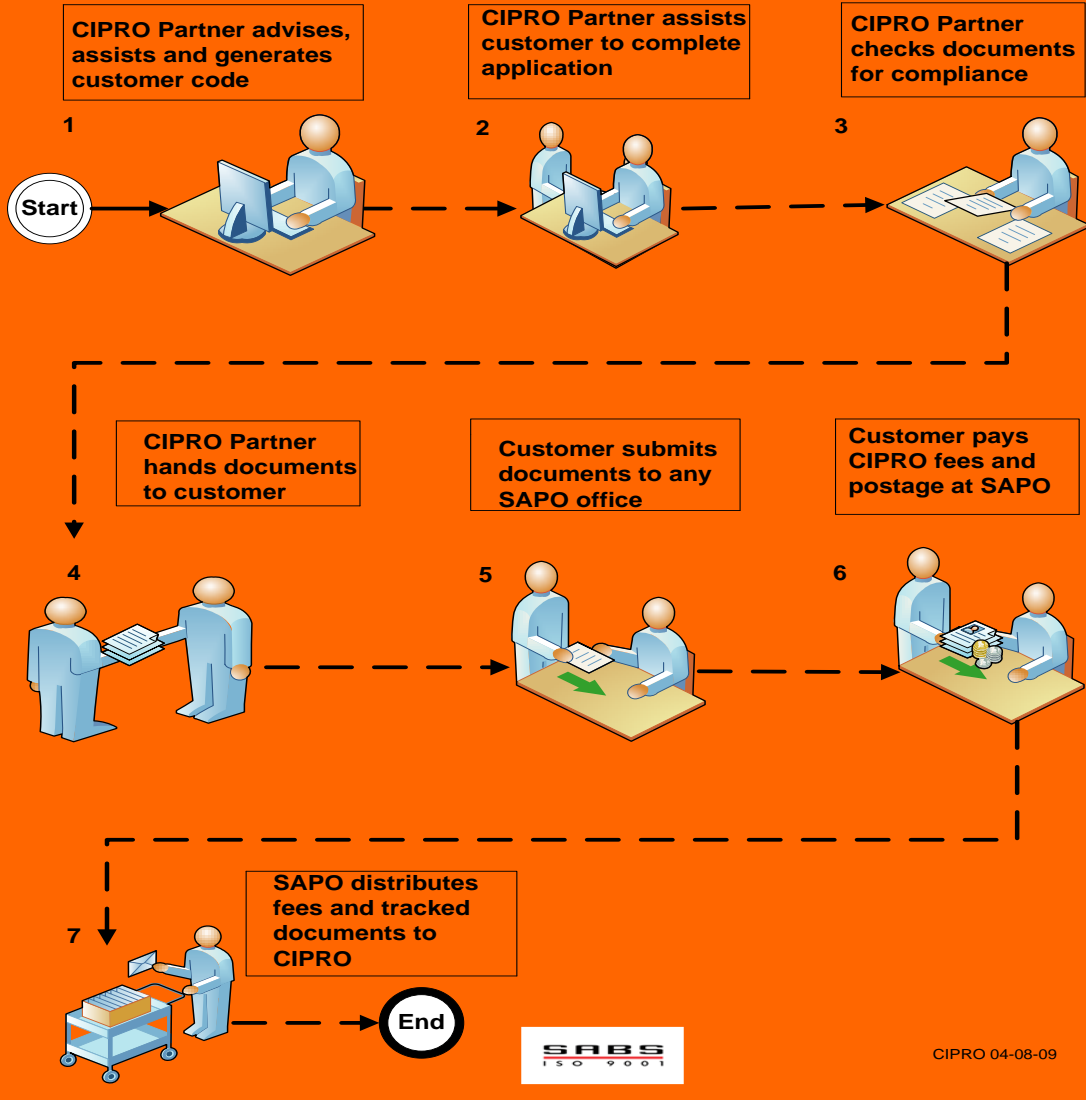 CIPRO Partner advises,
assists and generates
customer code
CIPRO Partner assists
customer to complete
application
CIPRO Partner
checks documents
for compliance
1
2
3
Start
CIPRO Partner
hands documents
to customer
Customer submits
documents to any
SAPO office
Customer pays
CIPRO fees and
postage at SAPO
4
5
6
SAPO distributes
fees and tracked
documents to
CIPRO
7
End
SABS
ISO 9001
CIPRO 04-08-09